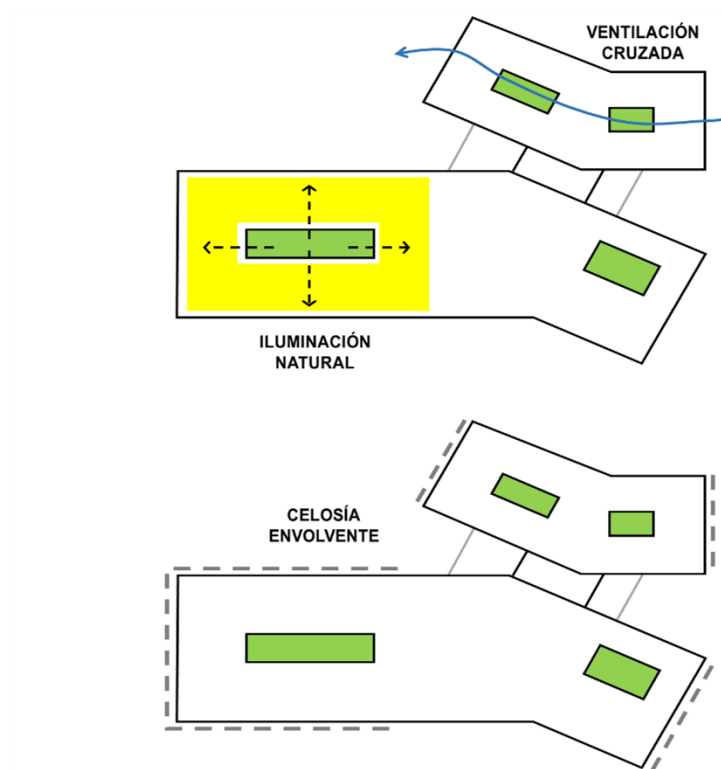 VENTILACIÓN
CRUZADA
ILUMINACIÓN
NATURAL
CELOSÍA
ENVOLVENTE